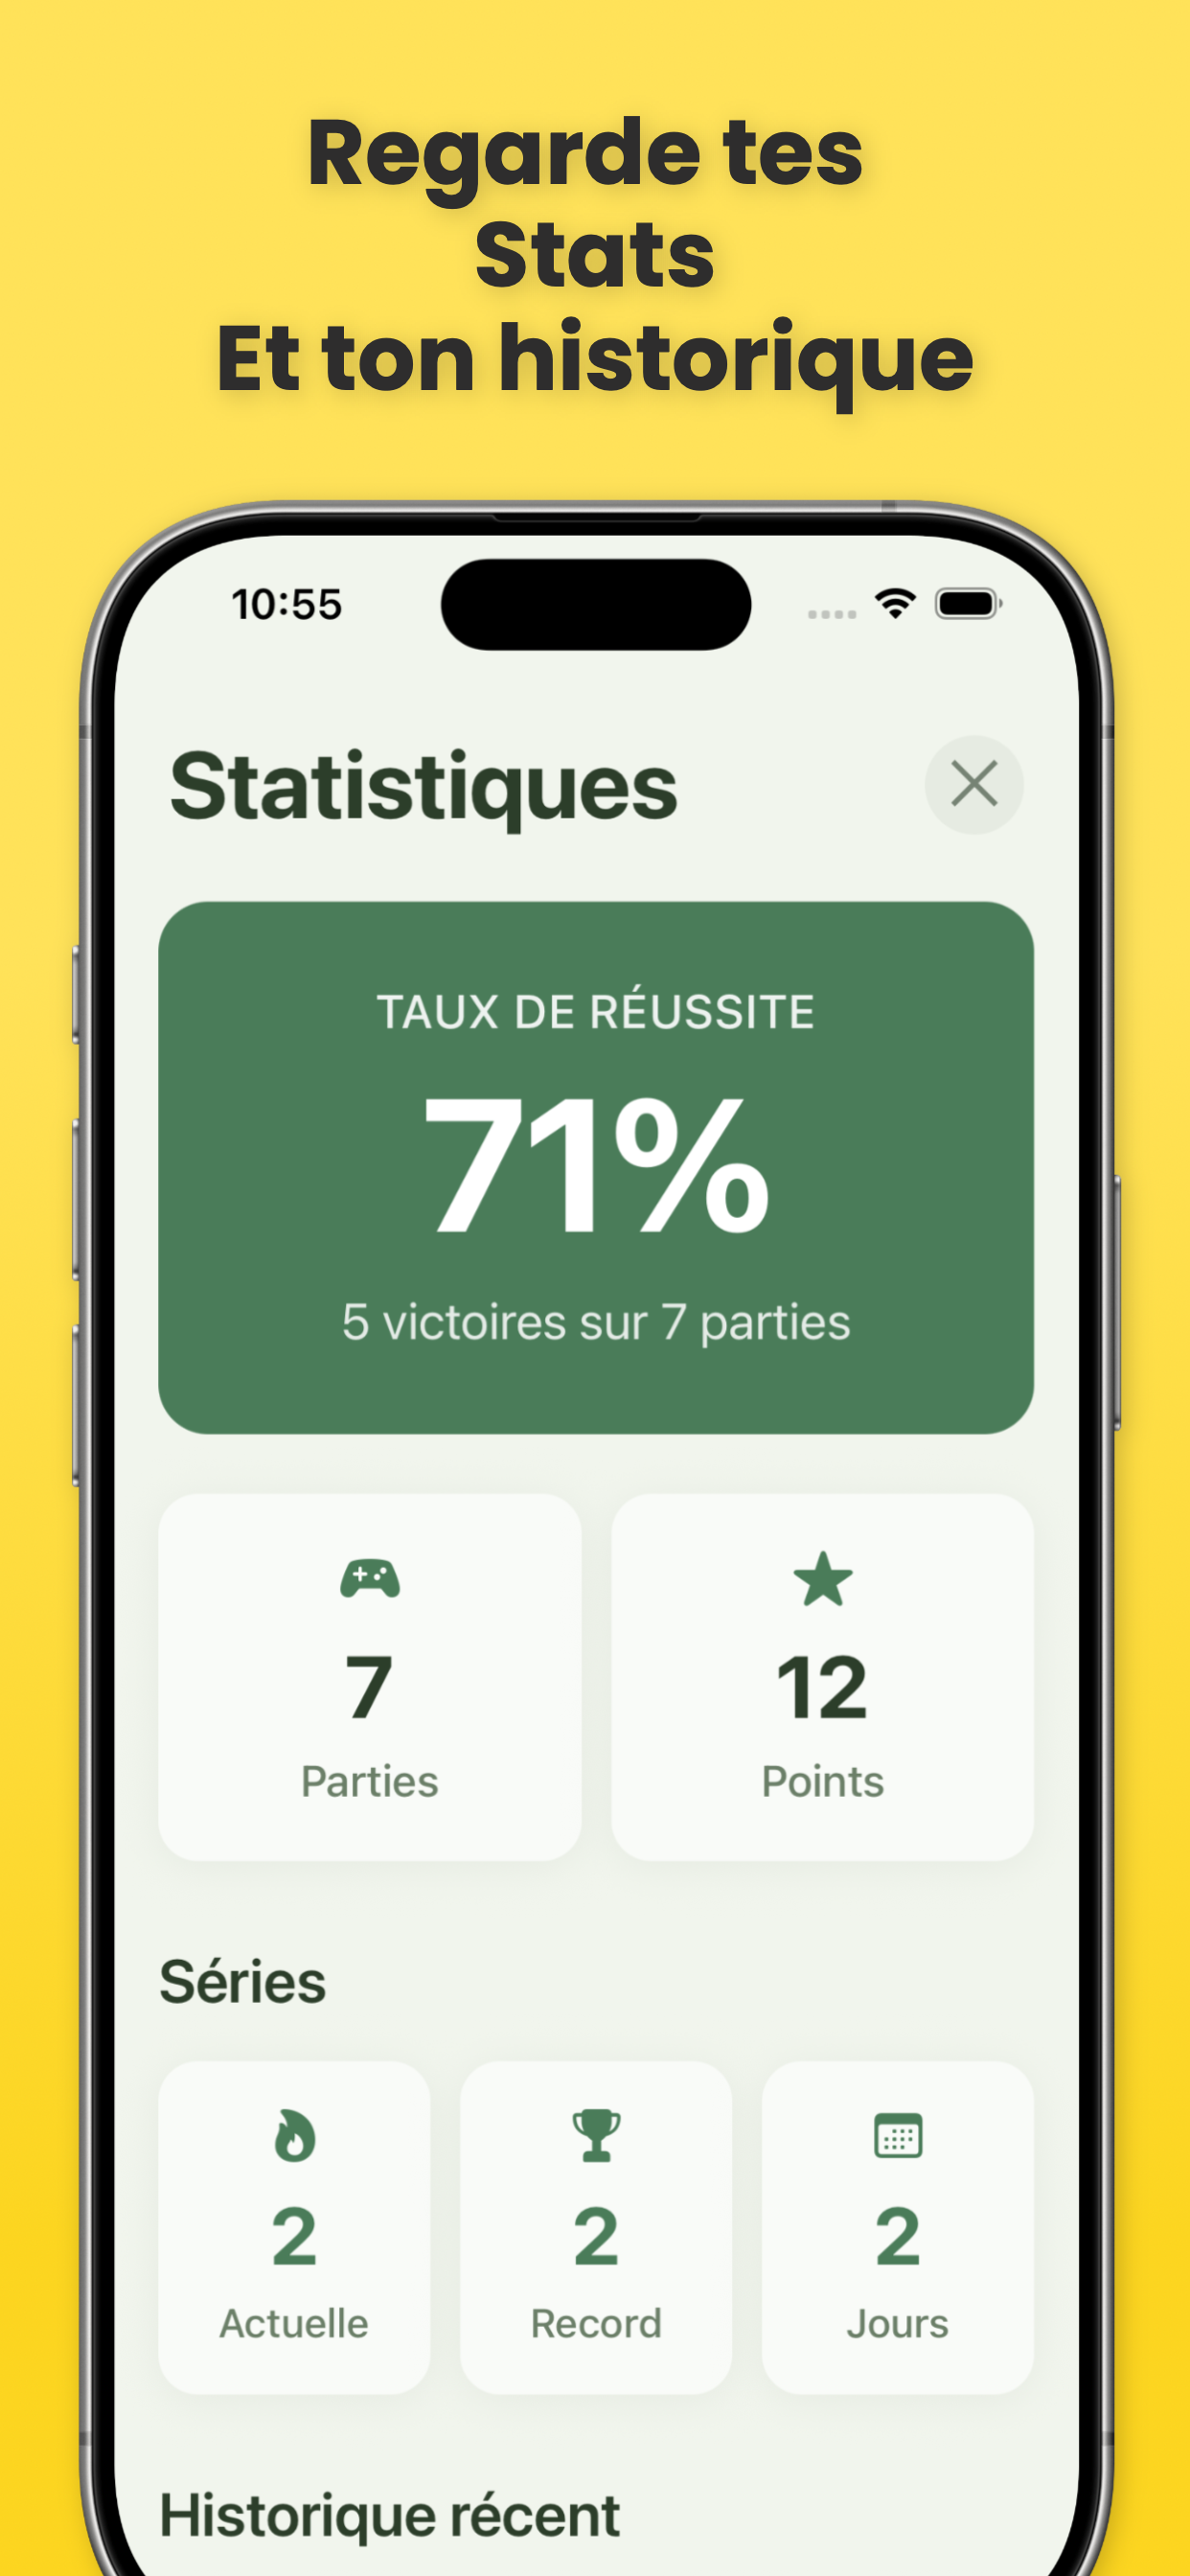 Regarde tes
Stats
Et ton historique
10:55
Statistiques
TAUX DE RÉUSSITE
71%
5 victoires sur 7 parties
7
12
Parties
Points
Séries
2
2
2
Actuelle
Record
Jours
Historique récent